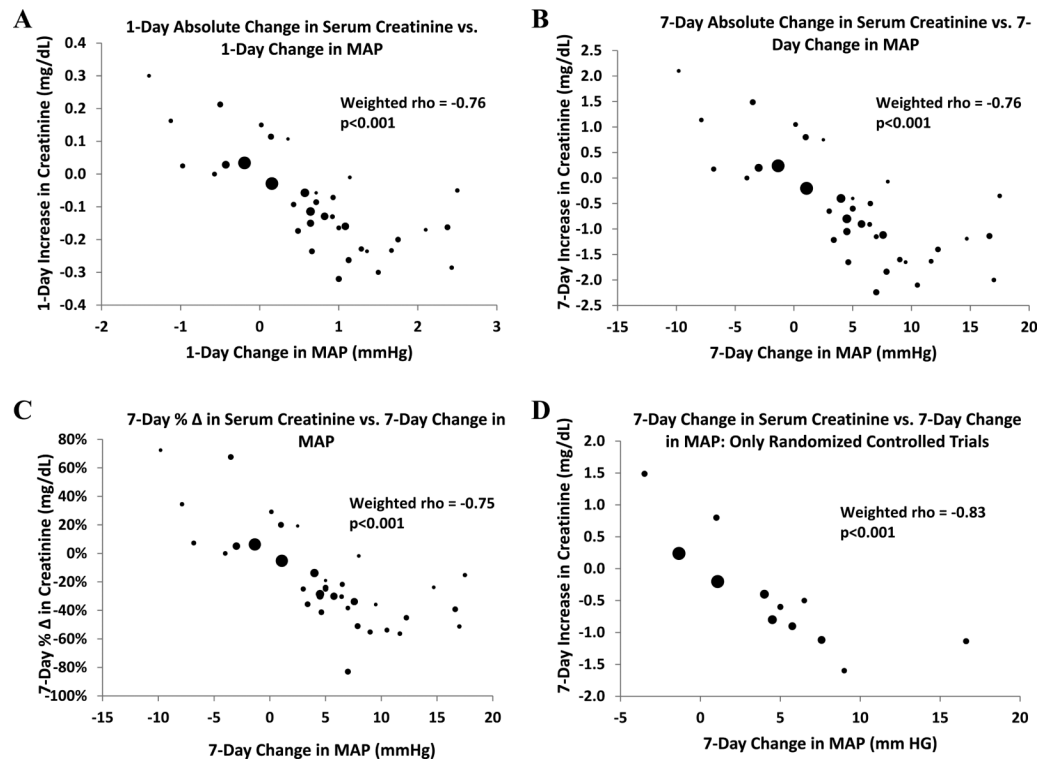 A
1-Day Absolute Change in Serum Creatinine vs.
1-Day Change in MAP
1-Day Increase in Creatinine (mg/dL)
0.4
0.3
0.2
0.1
0.0
-0.1
-0.2
-0.3
-0.4
Weighted rho = -0.76
p<0.001
-2 -1 0 1 2 3
1-Day Change in MAP (mmHg)
B
7-Day Absolute Change in Serum Creatinine vs. 7-
Day Change in MAP
7-Day Increase in Creatinine (mg/dL)
2.5
2.0
1.5
1.0
0.5
0.0
-0.5
-1.0
-1.5
-2.0
-2.5
Weighted rho = -0.76
p<0.001
-15 -10 -5 0 5 10 15 20
7-Day Change in MAP (mmHg)
C
7-Day % Δ in Serum Creatinine vs. 7-Day Change in
MAP
7-Day % Δ in Creatinine (mg/dL)
80%
60%
40%
20%
0%
-20%
-40%
-60%
-80%
-100%
Weighted rho = -0.75
p<0.001
-15 -10 -5 0 5 10 15 20
7-Day Change in MAP (mmHg)
D
7-Day Change in Serum Creatinine vs. 7-Day Change
in MAP: Only Randomized Controlled Trials
7-Day Increase in Creatinine (mg/dL)
2.0
1.5
1.0
0.5
0.0
-0.5
-1.0
-1.5
-2.0
Weighted rho = -0.83
p<0.001
-5 0 5 10 15 20
7-Day Change in MAP (mm HG)